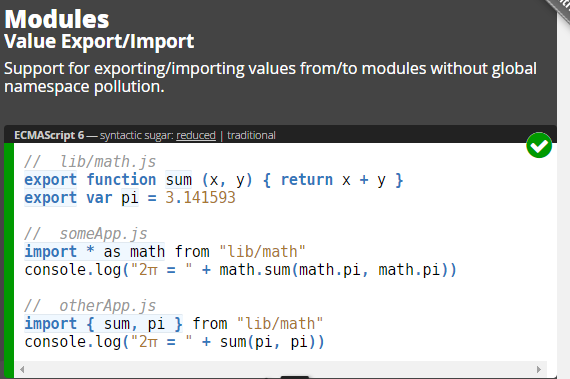 Modules
Value Export/Import
Support for exporting/importing values from/to modules without global
namespace pollution.
ECMAScript 6 — syntactic sugar: reduced | traditional
//  lib/math.js
export function sum (x, y) { return x + y }
export var pi = 3.141593
//  someApp.js
import * as math from "lib/math"
console.log("2π = " + math.sum(math.pi, math.pi))
//  otherApp.js
import { sum, pi } from "lib/math"
console.log("2π = " + sum(pi, pi))